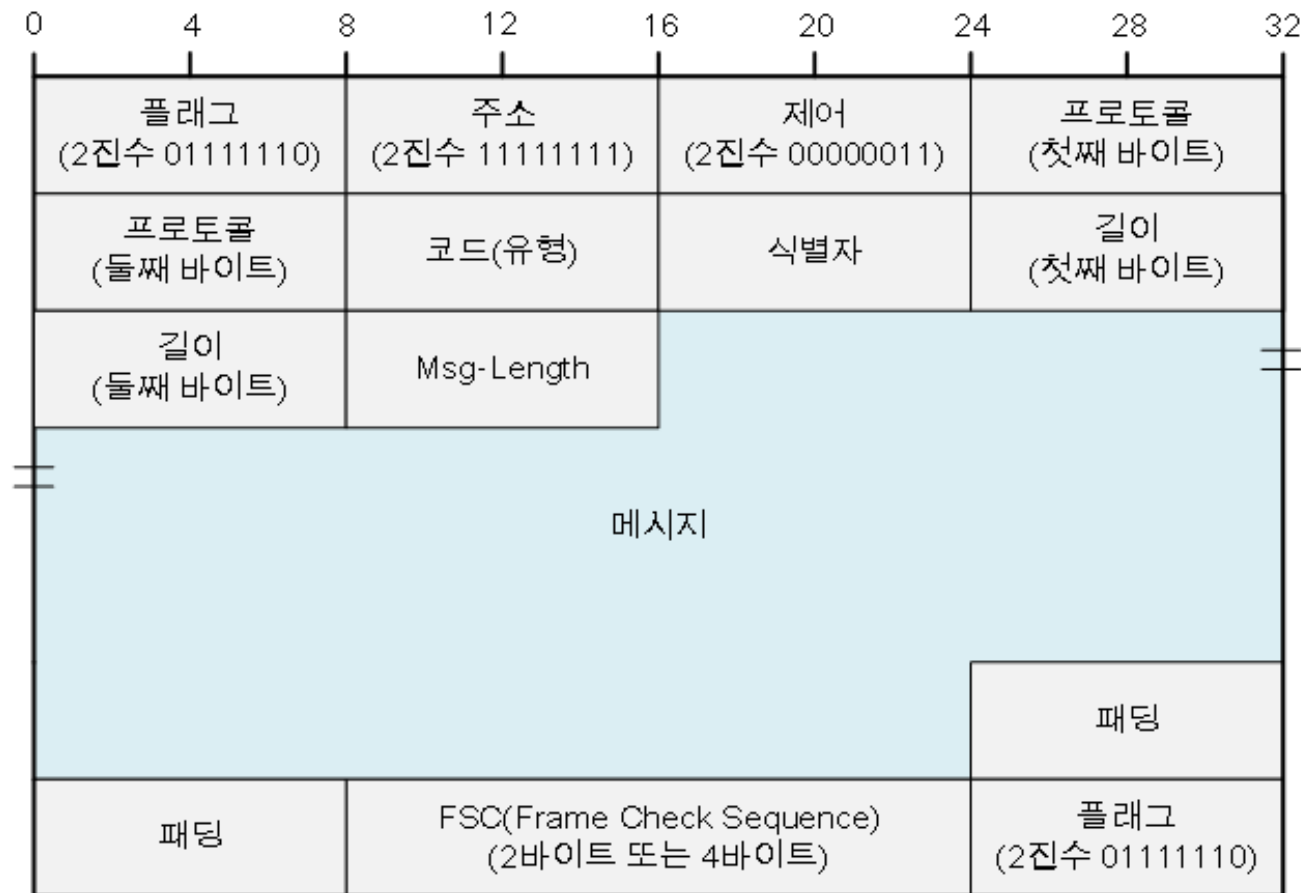 0 4 8 12 16 20 24 28 32
플래그
(2진수 01111110)
주소
(2진수 11111111)
제어
(2진수 00000011)
프로토콜
(첫째 바이트)
프로토콜
(둘째 바이트)
코드(유형)
식별자
길이
(첫째 바이트)
길이
(둘째 바이트)
Msg-Length
메시지
패딩
패딩
FSC(Frame Check Sequence)
(2바이트 또는 4바이트)
플래그
(2진수 01111110)